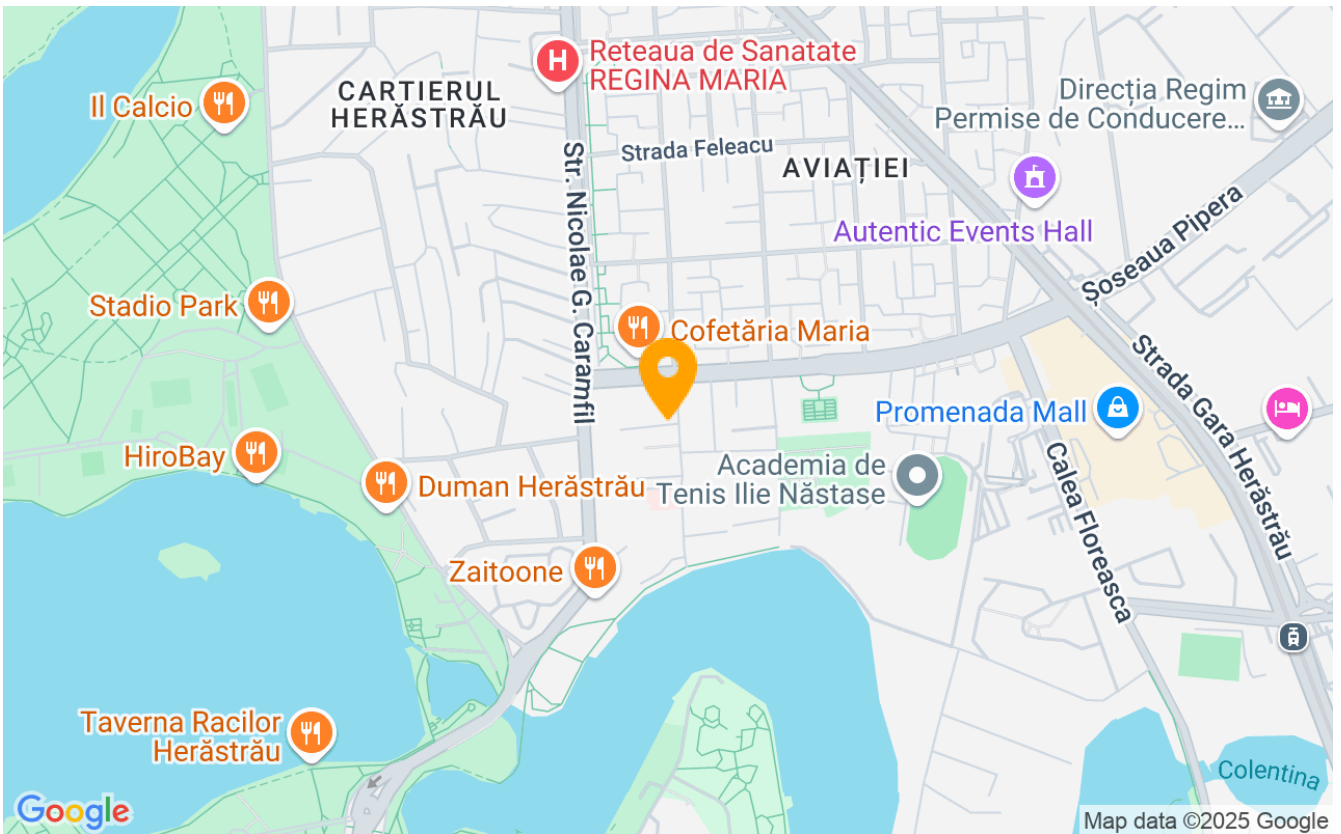 Reteaua de Sanatate
REGINA MARIA
CARTIERUL
HERĂSTRĂU
Il Calcio
Direcția Regim
Permise de Conducere...
Strada Feleacu
AVIAȚIEI
Str. Nicolae G. Caramfil
Autentic Events Hall
Șoseaua Pipera
Stadio Park
Cofetăria Maria
Strada Gara Herăstrău
Promenada Mall
HiroBay
Duman Herăstrău
Academia de
Tenis Ilie Năstase
Calea Floreasca
Zaitoone
Taverna Racilor
Herăstrău
Colentina
Google
Map data ©2025 Google